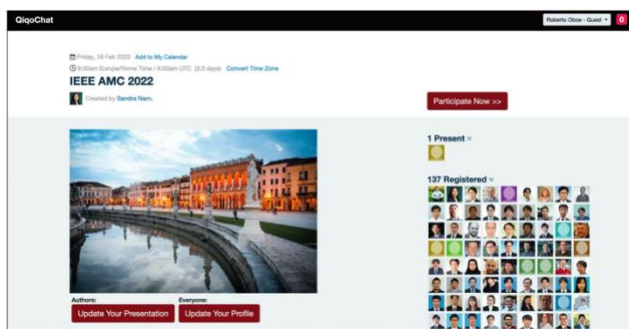 QiqoChat
Roberto Oboe - Guest
0
Friday, 18 Feb 2022 Add to My Calendar
8:00am Europe/Rome Time / 8:00am UTC (3.0 days) Convert Time Zone
IEEE AMC 2022
Created by Sandra Nam.
Participate Now >>
1 Present
137 Registered
Authors:
Everyone:
Update Your Presentation
Update Your Profile